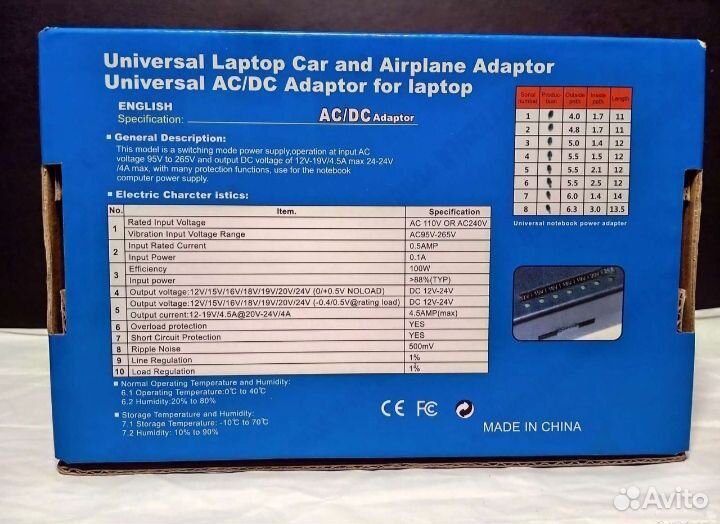 Universal Laptop Car and Airplane Adaptor
Universal AC/DC Adaptor for laptop
ENGLISH
Specification: AC/DC Adaptor
General Description:
This model is a switching mode power supply,operation at input AC
voltage 95V to 265V and output DC voltage of 12V-19V/4.5A max 24-24V
/4A max, with many protection functions, use for the notebook
computer power supply.
Electric Charcter istics:
No. Item. Specification
1 Rated Input Voltage AC 110V OR AC240V
Vibration Input Voltage Range AC95V-265V
2 Input Rated Current 0.5AMP
Input Power 0.1A
3 Efficiency 100W
Input power >88%(TYP)
4 Output voltage:12V/15V/16V/18V/19V/20V/24V (0/+0.5V NOLOAD) DC 12V-24V
5 Output voltage:12V/15V/16V/18V/19V/20V/24V (-0.4/0.5V@rating load) DC 12V-24V
Output current:12-19V/4.5A@20V-24V/4A 4.5AMP(max)
6 Overload protection YES
7 Short Circuit Protection YES
8 Ripple Noise 500mV
9 Line Regulation 1%
10 Load Regulation 1%
Normal Operating Temperature and Humidity:
6.1 Operating Temperature:0℃ to 40℃
6.2 Humidity:20% to 80%
Storage Temperature and Humidity:
7.1 Storage Temperature: -10℃ to 70℃
7.2 Humidity: 10% to 90%
Serial Produc- Outside Inside Length
number tion path path
1 4.0 1.7 11
2 4.8 1.7 11
3 5.0 1.4 12
4 5.5 1.5 12
5 5.5 2.1 12
6 5.5 2.5 12
7 6.0 1.4 14
8 6.3 3.0 13.5
Universal notebook power adapter
CE FC
MADE IN CHINA
Avito